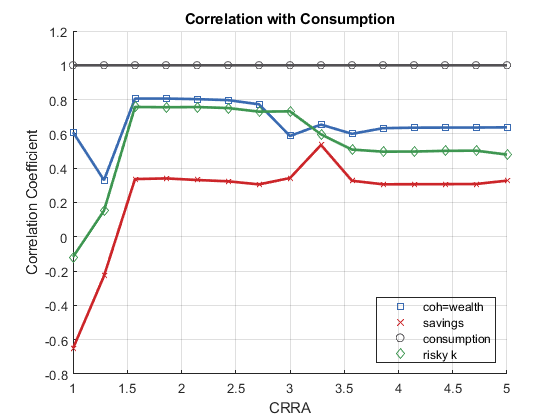 Correlation with Consumption
1.2
1
0.8
0.6
0.4
0.2
0
-0.2
-0.4
-0.6
-0.8
Correlation Coefficient
coh=wealth
savings
consumption
risky k
1 1.5 2 2.5 3 3.5 4 4.5 5
CRRA